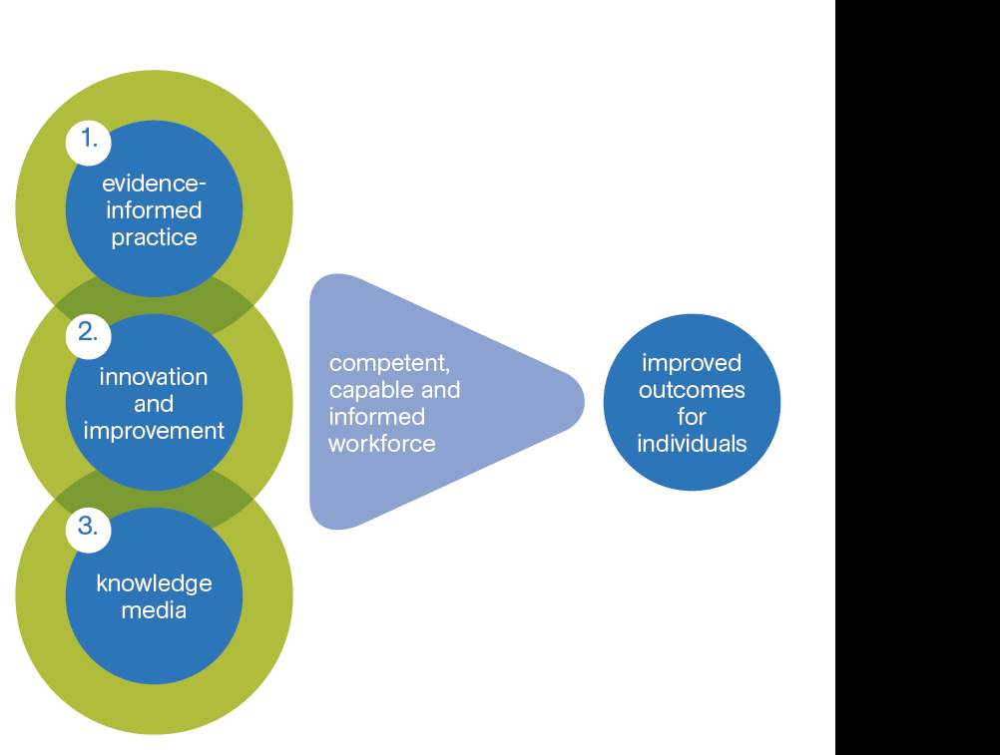 1.
evidence-
informed
practice
2.
innovation
and
improvement
3.
knowledge
media
competent,
capable and
informed
workforce
improved
outcomes
for
individuals